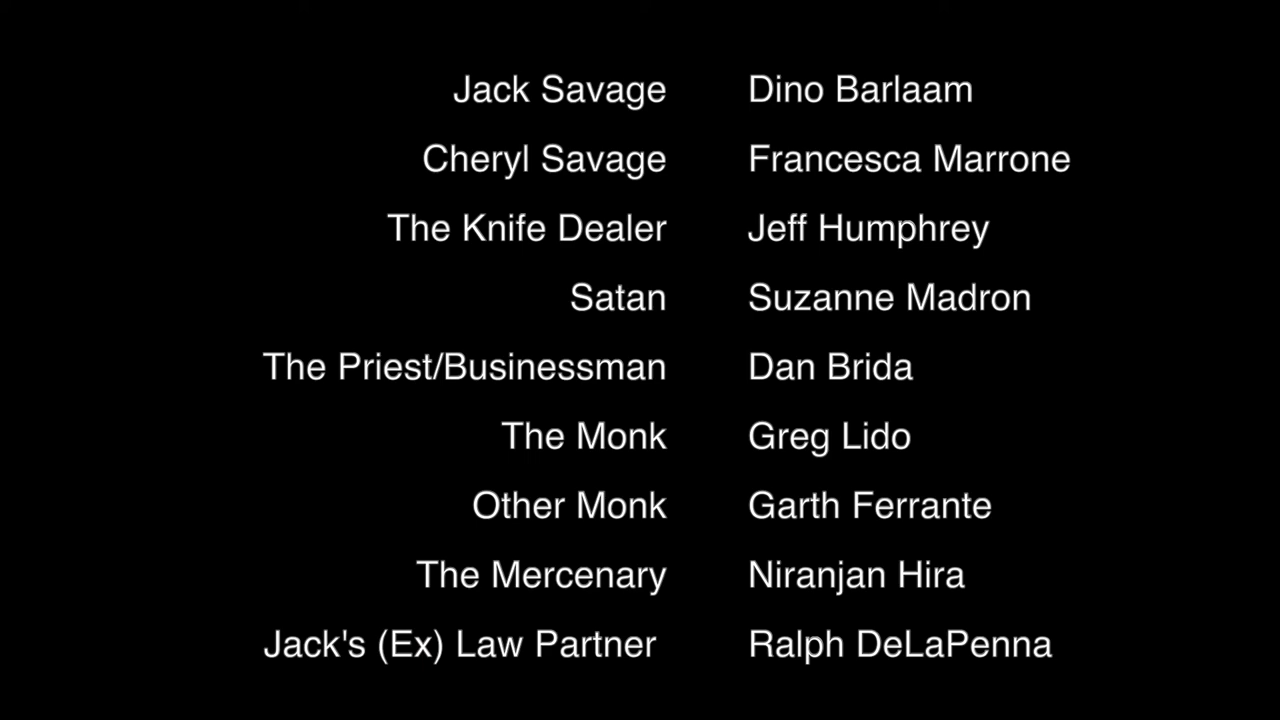 Jack Savage Dino Barlaam
Cheryl Savage Francesca Marrone
The Knife Dealer Jeff Humphrey
Satan Suzanne Madron
The Priest/Businessman Dan Brida
The Monk Greg Lido
Other Monk Garth Ferrante
The Mercenary Niranjan Hira
Jack's (Ex) Law Partner Ralph DeLaPenna